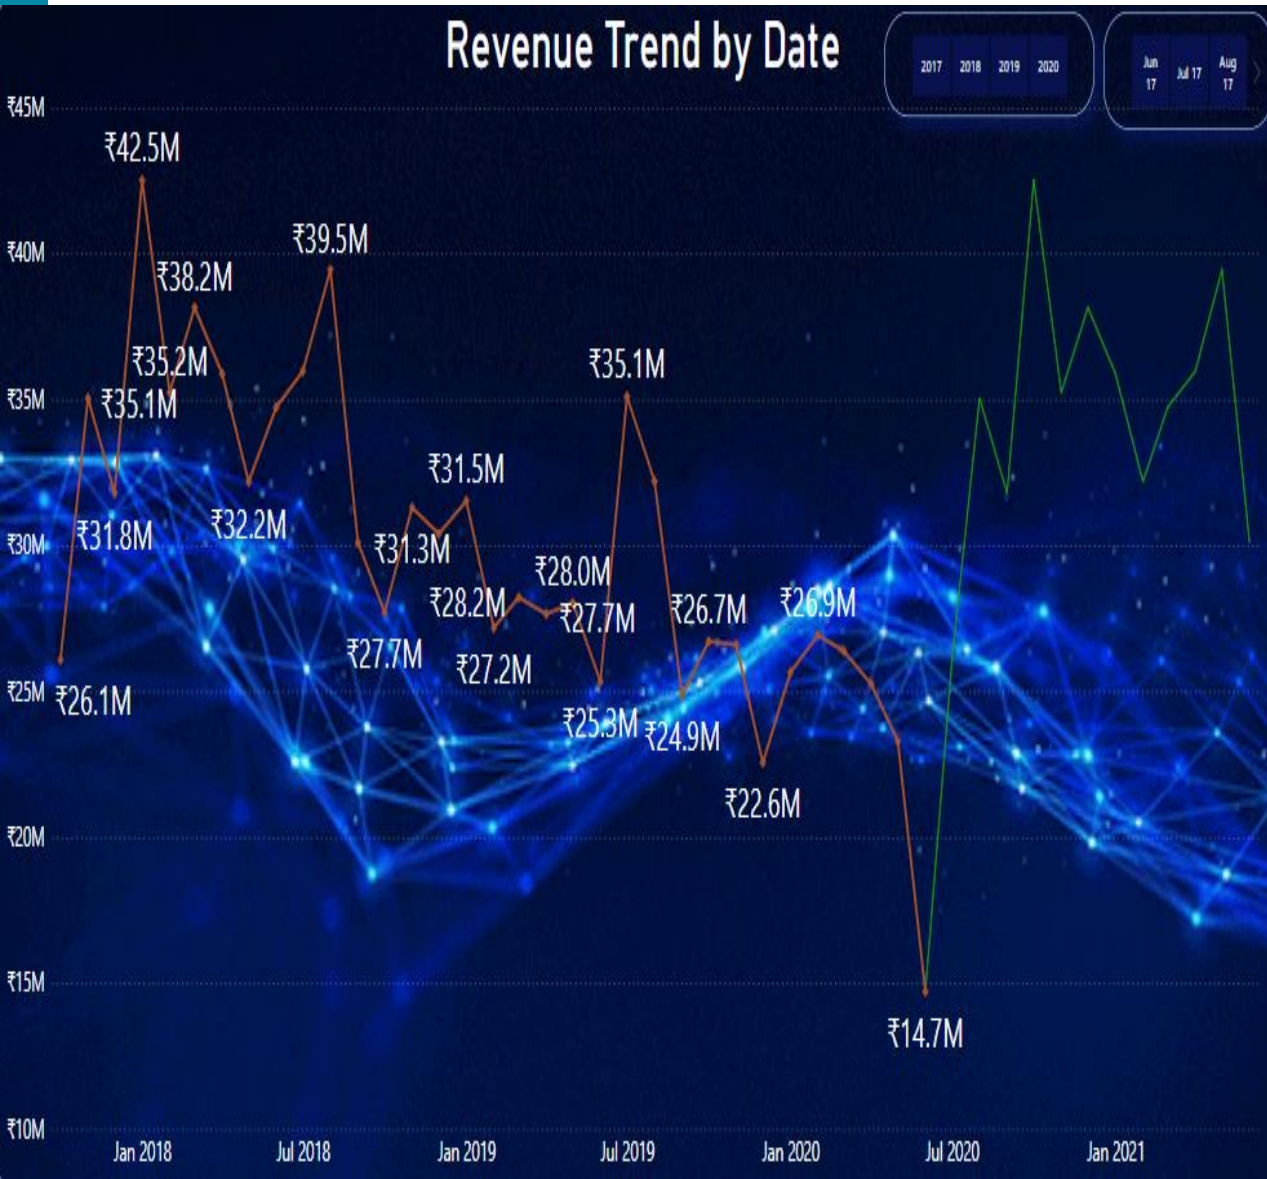 Revenue Trend by Date
2017 2018 2019 2020
Jun 17 Jul 17 Aug 17
₹45M
₹42.5M
₹40M
₹39.5M
₹38.2M
₹35.2M
₹35.1M
₹35M
₹35.1M
₹31.5M
₹31.8M
₹32.2M
₹30M
₹31.3M
₹28.0M
₹28.2M
₹27.7M
₹26.7M
₹26.9M
₹27.7M
₹27.2M
₹25M
₹26.1M
₹25.3M
₹24.9M
₹22.6M
₹20M
₹15M
₹14.7M
₹10M
Jan 2018 Jul 2018 Jan 2019 Jul 2019 Jan 2020 Jul 2020 Jan 2021